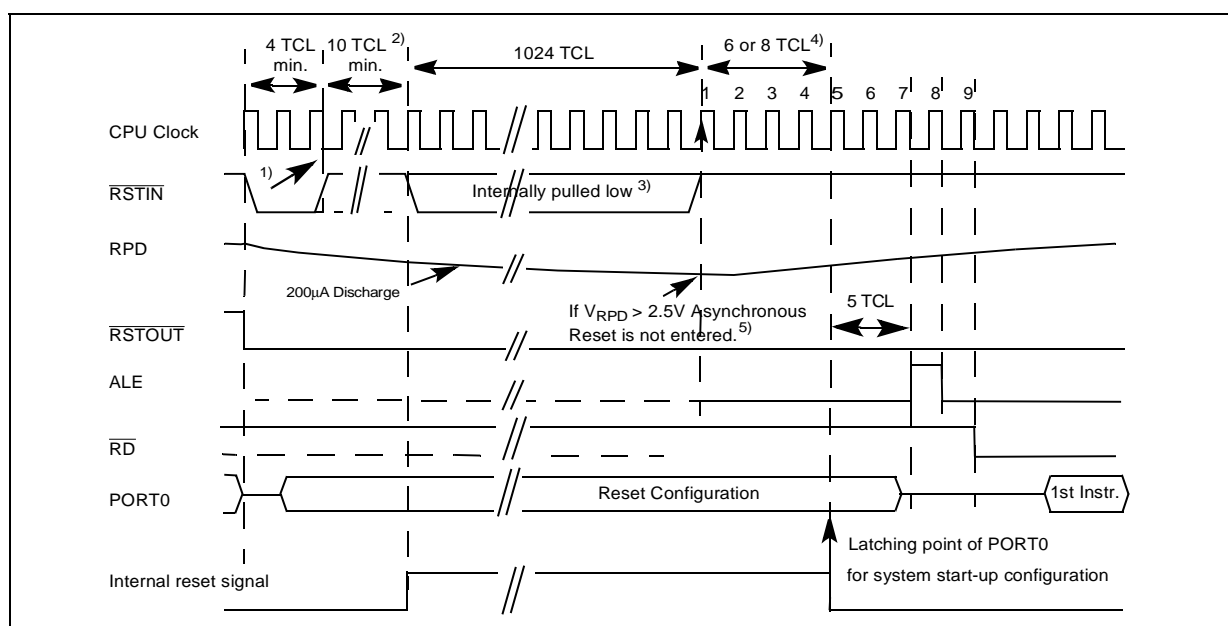 4 TCL
min.
10 TCL 2)
min.
1024 TCL
6 or 8 TCL4)
1 2 3 4 5 6 7 8 9
CPU Clock
1)
RSTIN
Internally pulled low 3)
RPD
200µA Discharge
If VRPD > 2.5V Asynchronous
Reset is not entered.5)
5 TCL
RSTOUT
ALE
RD
PORT0
Reset Configuration
1st Instr.
Latching point of PORT0
for system start-up configuration
Internal reset signal